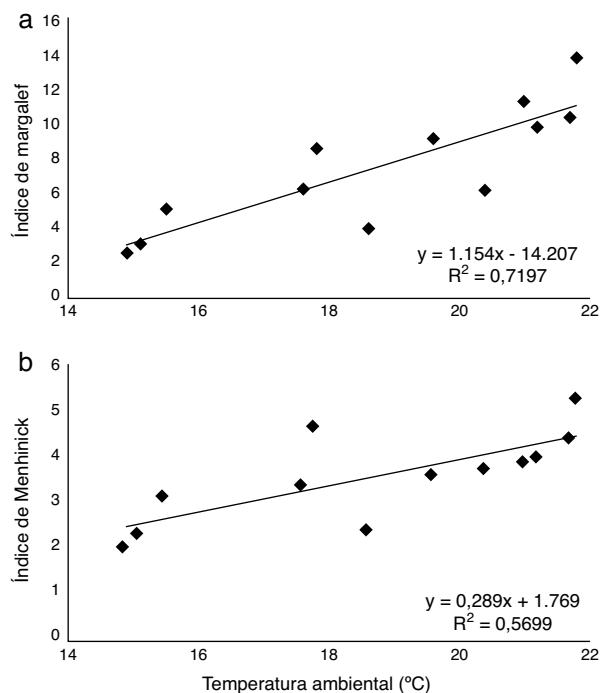 a
16
14
12
10
8
6
4
2
0
Índice de margalef
y = 1.154x - 14.207
R² = 0,7197
14 16 18 20 22
b
6
5
4
3
2
1
0
Índice de Menhinick
y = 0,289x + 1.769
R² = 0,5699
14 16 18 20 22
Temperatura ambiental (ºC)